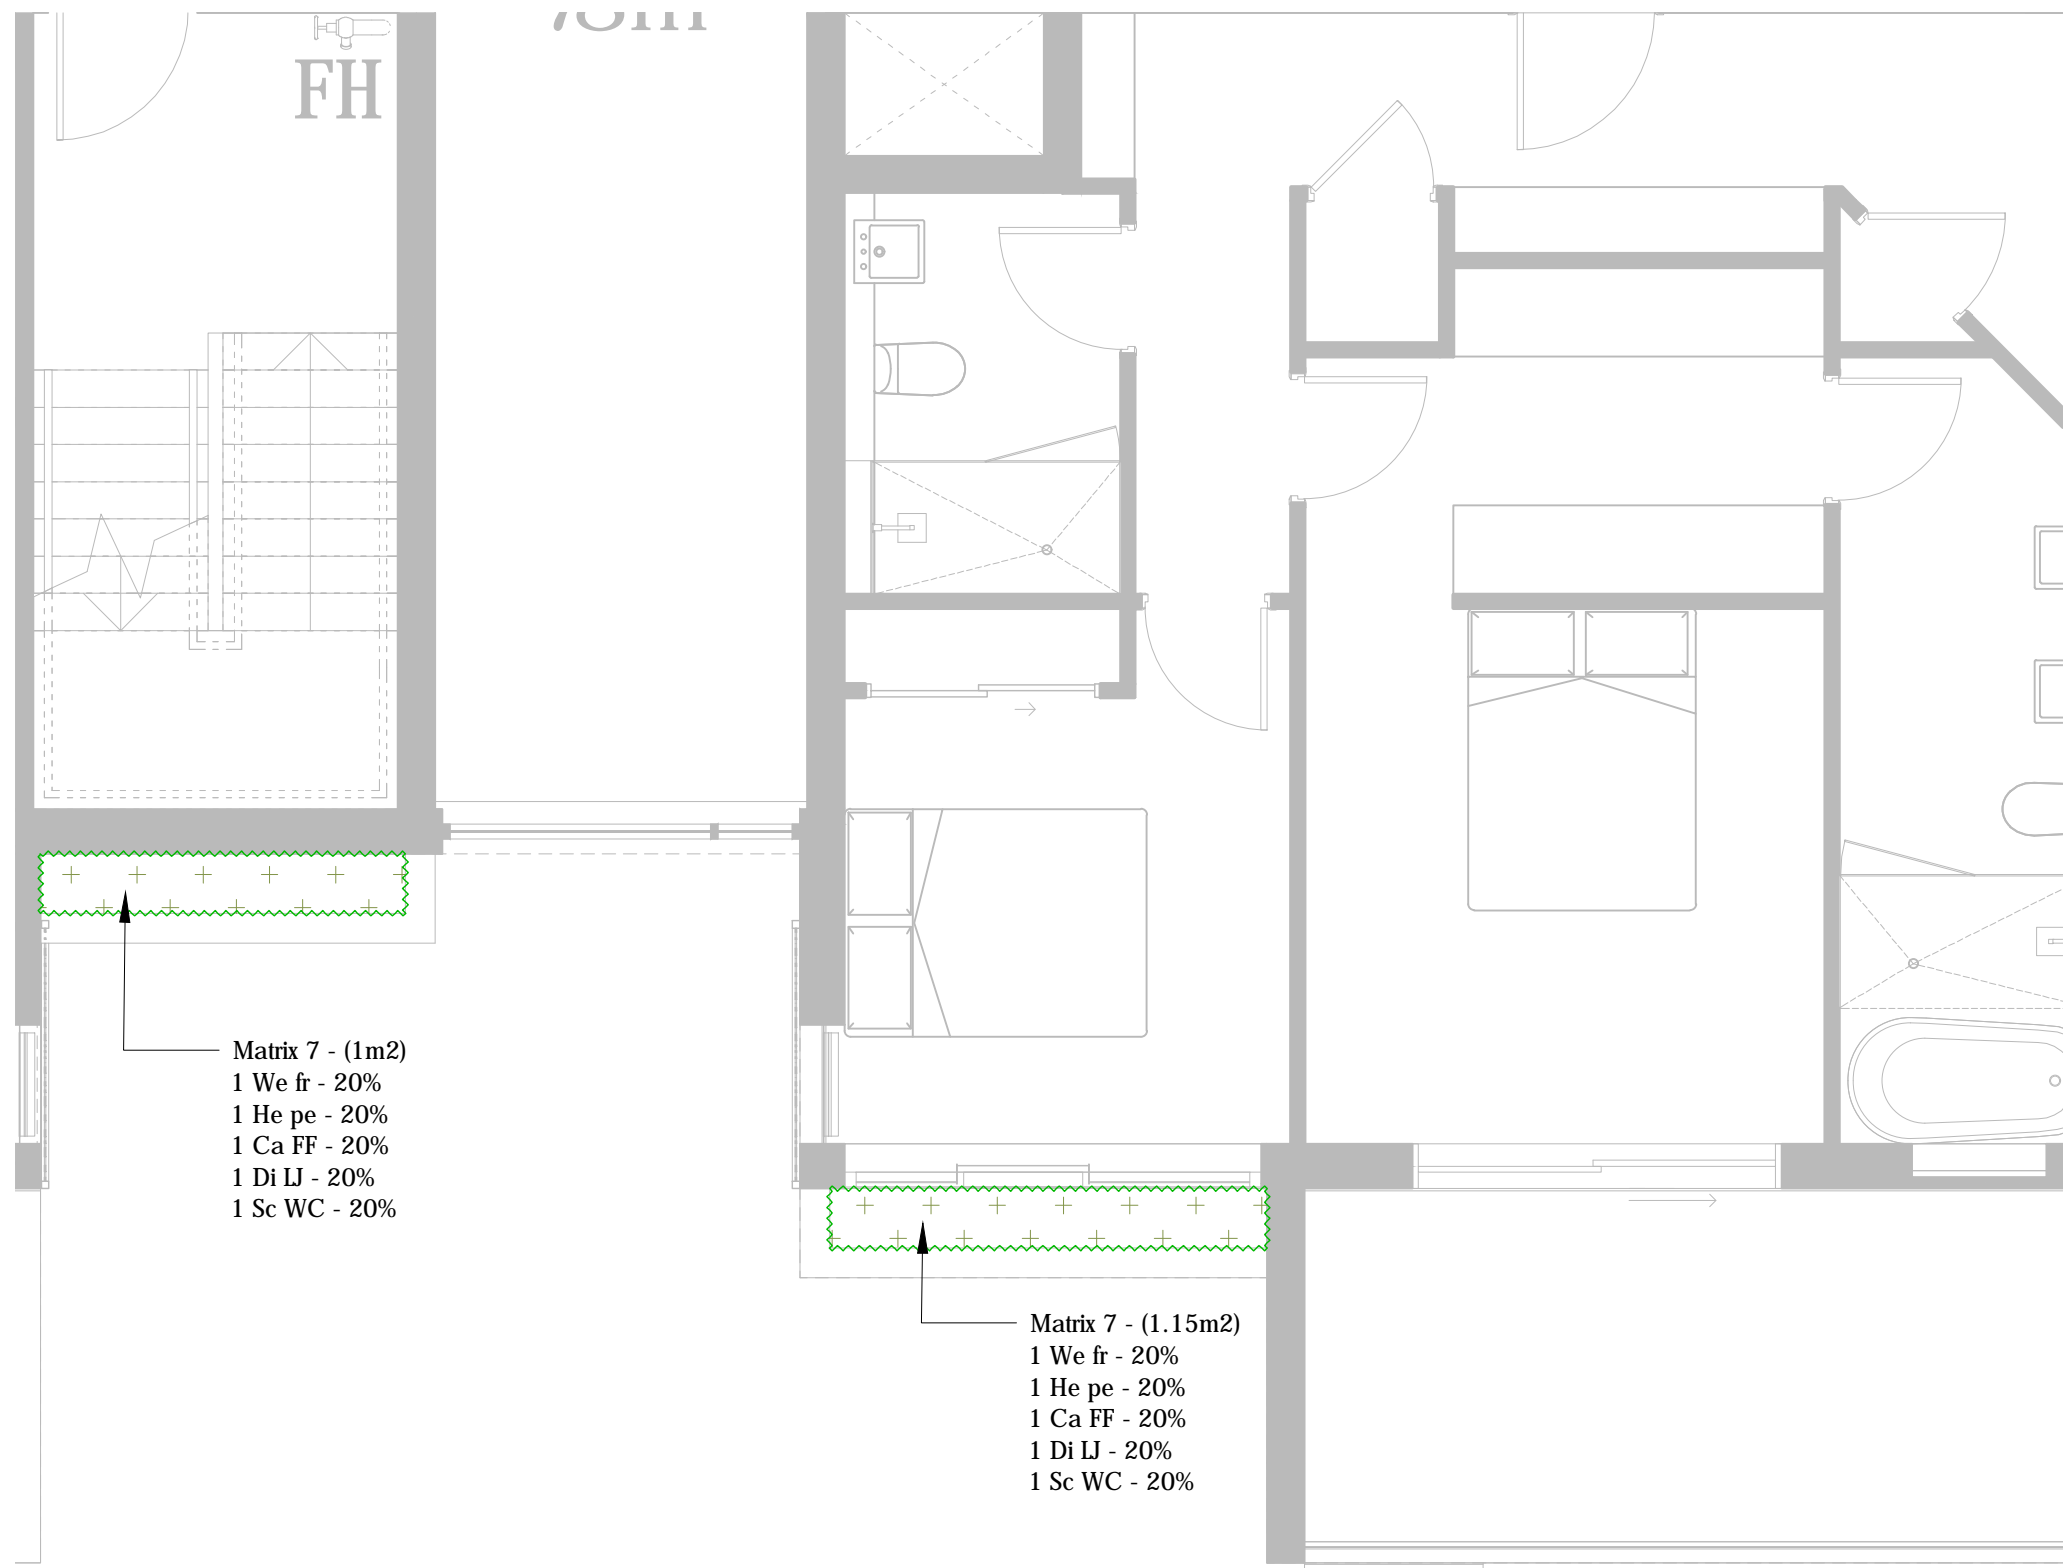 FH
Matrix 7 - (1m2)
1 We fr - 20%
1 He pe - 20%
1 Ca FF - 20%
1 Di LJ - 20%
1 Sc WC - 20%
Matrix 7 - (1.15m2)
1 We fr - 20%
1 He pe - 20%
1 Ca FF - 20%
1 Di LJ - 20%
1 Sc WC - 20%